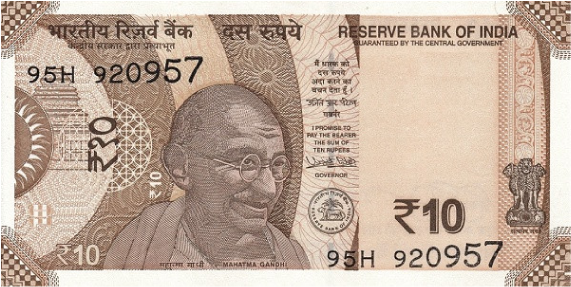 भारतीय रिज़र्व बैंक
केन्द्रीय सरकार द्वारा प्रत्याभूत
दस रुपये
RESERVE BANK OF INDIA
GUARANTEED BY THE CENTRAL GOVERNMENT
95H 920957
मैं धारक को
दस रुपये
अदा करने का
वचन देता हूँ।
गवर्नर
I PROMISE TO
PAY THE BEARER
THE SUM OF
TEN RUPEES
GOVERNOR
₹१०
₹10
₹10
₹10
महात्मा गांधी MAHATMA GANDHI
सत्यमेव जयते
95H 920957